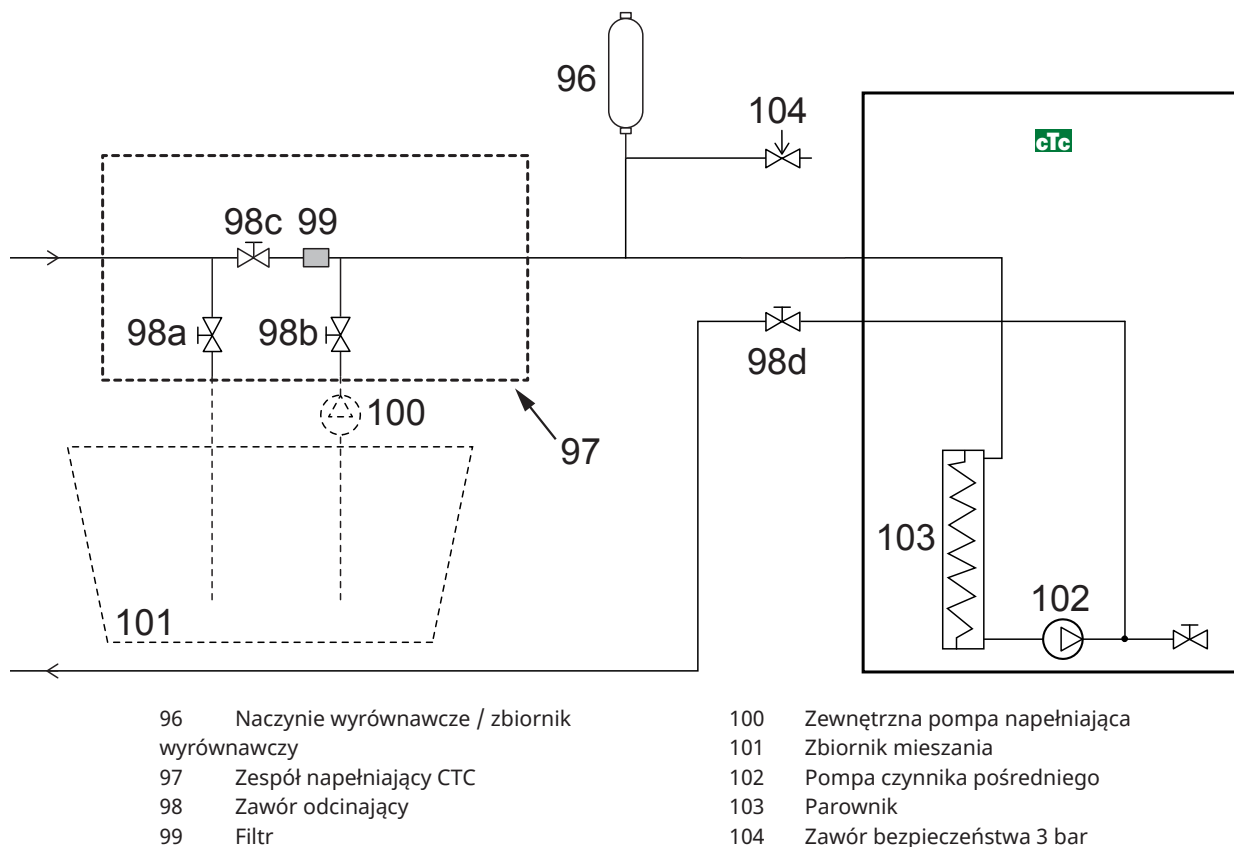 96
104
cTc
98c 99
98a
98b
98d
100
97
103
101
102
96 Naczynie wyrównawcze / zbiornik
wyrównawczy
97 Zespół napełniający CTC
98 Zawór odcinający
99 Filtr
100 Zewnętrzna pompa napełniająca
101 Zbiornik mieszania
102 Pompa czynnika pośredniego
103 Parownik
104 Zawór bezpieczeństwa 3 bar